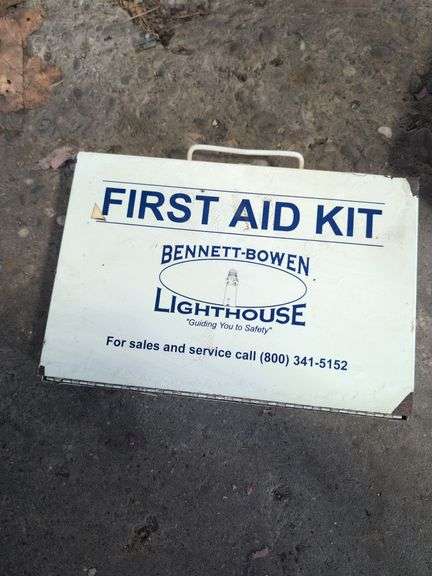 FIRST AID KIT
BENNETT-BOWEN
LIGHTHOUSE
"Guiding You to Safety"
For sales and service call (800) 341-5152